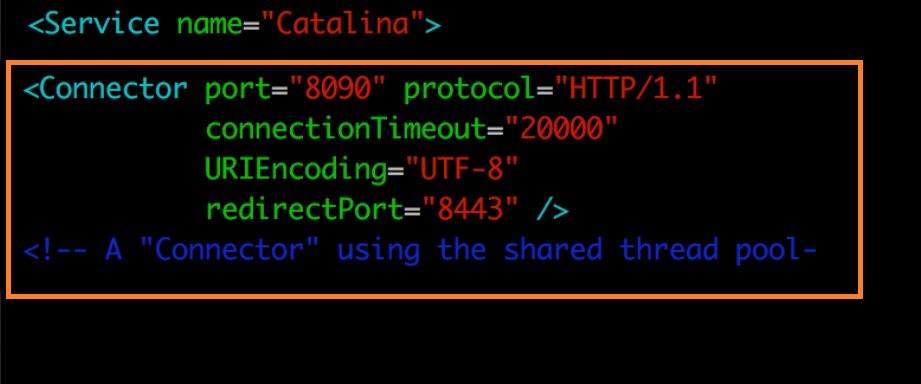 <Service name="Catalina">
<Connector port="8090" protocol="HTTP/1.1"
connectionTimeout="20000"
URIEncoding="UTF-8"
redirectPort="8443" />
<!-- A "Connector" using the shared thread pool-